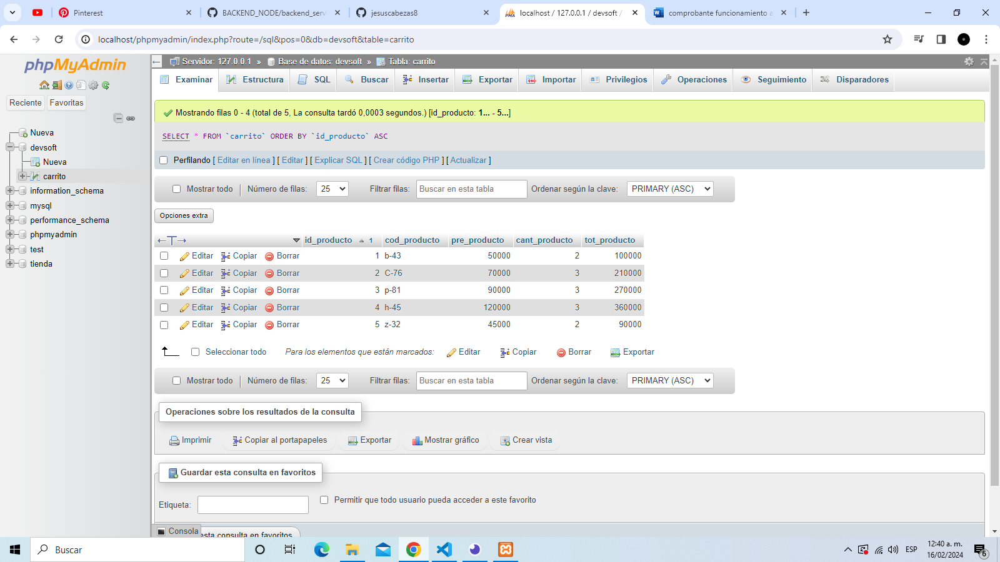 Pinterest
BACKEND_NODE/backend_serv
jesuscabezas8
localhost / 127.0.0.1 / devsoft /
comprobante funcionamiento a
localhost/phpmyadmin/index.php?route=/sql&pos=0&db=devsoft&table=carrito
phpMyAdmin
Reciente
Favoritas
Nueva
devsoft
Nueva
carrito
information_schema
mysql
performance_schema
phpmyadmin
test
tienda
Servidor: 127.0.0.1 » Base de datos: devsoft » Tabla: carrito
Examinar Estructura SQL Buscar Insertar Exportar Importar Privilegios Operaciones Seguimiento Disparadores
Mostrando filas 0 - 4 (total de 5, La consulta tardó 0,0003 segundos.) [id_producto: 1... - 5...]
SELECT * FROM `carrito` ORDER BY `id_producto` ASC
Perfilando [ Editar en línea ] [ Editar ] [ Explicar SQL ] [ Crear código PHP ] [ Actualizar ]
Mostrar todo Número de filas: 25 Filtrar filas: Buscar en esta tabla Ordenar según la clave: PRIMARY (ASC)
Opciones extra
id_producto 1 cod_producto pre_producto cant_producto tot_producto
Editar Copiar Borrar 1 b-43 50000 2 100000
Editar Copiar Borrar 2 C-76 70000 3 210000
Editar Copiar Borrar 3 p-81 90000 3 270000
Editar Copiar Borrar 4 h-45 120000 3 360000
Editar Copiar Borrar 5 z-32 45000 2 90000
Seleccionar todo Para los elementos que están marcados: Editar Copiar Borrar Exportar
Mostrar todo Número de filas: 25 Filtrar filas: Buscar en esta tabla Ordenar según la clave: PRIMARY (ASC)
Operaciones sobre los resultados de la consulta
Imprimir Copiar al portapapeles Exportar Mostrar gráfico Crear vista
Guardar esta consulta en favoritos
Etiqueta: Permitir que todo usuario pueda acceder a este favorito
Consola esta consulta en favoritos
Buscar
ESP
12:40 a. m.
16/02/2024
6